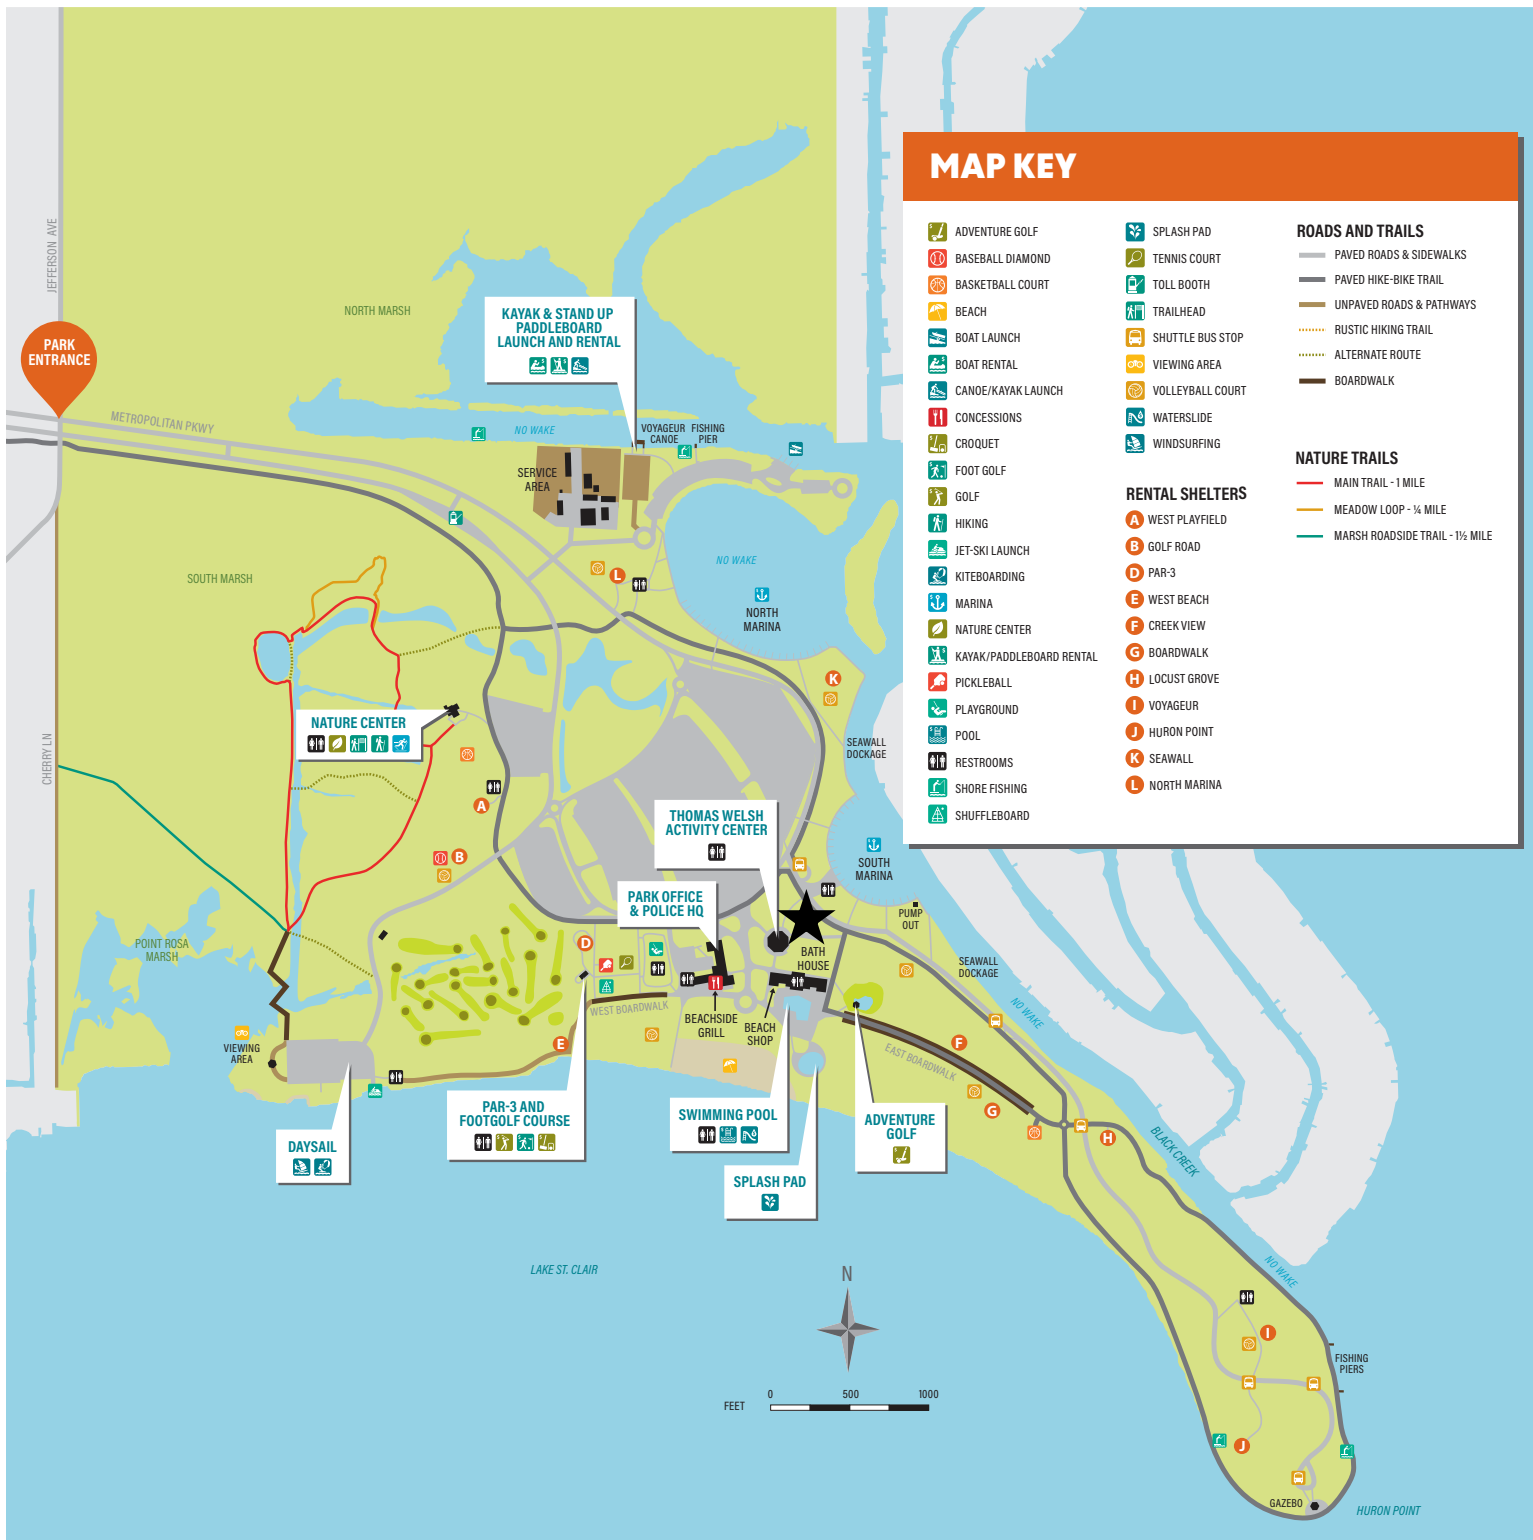 MAP KEY
ADVENTURE GOLF
BASEBALL DIAMOND
BASKETBALL COURT
BEACH
BOAT LAUNCH
BOAT RENTAL
CANOE/KAYAK LAUNCH
CONCESSIONS
CROQUET
FOOT GOLF
GOLF
HIKING
JET-SKI LAUNCH
KITEBOARDING
MARINA
NATURE CENTER
KAYAK/PADDLEBOARD RENTAL
PICKLEBALL
PLAYGROUND
POOL
RESTROOMS
SHORE FISHING
SHUFFLEBOARD
SPLASH PAD
TENNIS COURT
TOLL BOOTH
TRAILHEAD
SHUTTLE BUS STOP
VIEWING AREA
VOLLEYBALL COURT
WATERSLIDE
WINDSURFING
RENTAL SHELTERS
A WEST PLAYFIELD
B GOLF ROAD
D PAR-3
E WEST BEACH
F CREEK VIEW
G BOARDWALK
H LOCUST GROVE
I VOYAGEUR
J HURON POINT
K SEAWALL
L NORTH MARINA
ROADS AND TRAILS
PAVED ROADS & SIDEWALKS
PAVED HIKE-BIKE TRAIL
UNPAVED ROADS & PATHWAYS
RUSTIC HIKING TRAIL
ALTERNATE ROUTE
BOARDWALK
NATURE TRAILS
MAIN TRAIL - 1 MILE
MEADOW LOOP - ¼ MILE
MARSH ROADSIDE TRAIL - 1½ MILE
JEFFERSON AVE
PARK
ENTRANCE
METROPOLITAN PKWY
NORTH MARSH
KAYAK & STAND UP
PADDLEBOARD
LAUNCH AND RENTAL
NO WAKE
VOYAGEUR
CANOE
FISHING
PIER
SERVICE
AREA
SOUTH MARSH
L
NO WAKE
NORTH
MARINA
K
SEAWALL
DOCKAGE
NATURE CENTER
CHERRY LN
A
B
THOMAS WELSH
ACTIVITY CENTER
SOUTH
MARINA
PARK OFFICE
& POLICE HQ
PUMP
OUT
POINT ROSA
MARSH
D
BATH
HOUSE
SEAWALL
DOCKAGE
NO WAKE
WEST BOARDWALK
BEACHSIDE
GRILL
BEACH
SHOP
VIEWING
AREA
E
F
EAST BOARDWALK
G
H
BLACK CREEK
PAR-3 AND
FOOTGOLF COURSE
SWIMMING POOL
ADVENTURE
GOLF
DAYSAIL
SPLASH PAD
LAKE ST. CLAIR
NO WAKE
N
I
FISHING
PIERS
FEET
0 500 1000
J
GAZEBO
HURON POINT